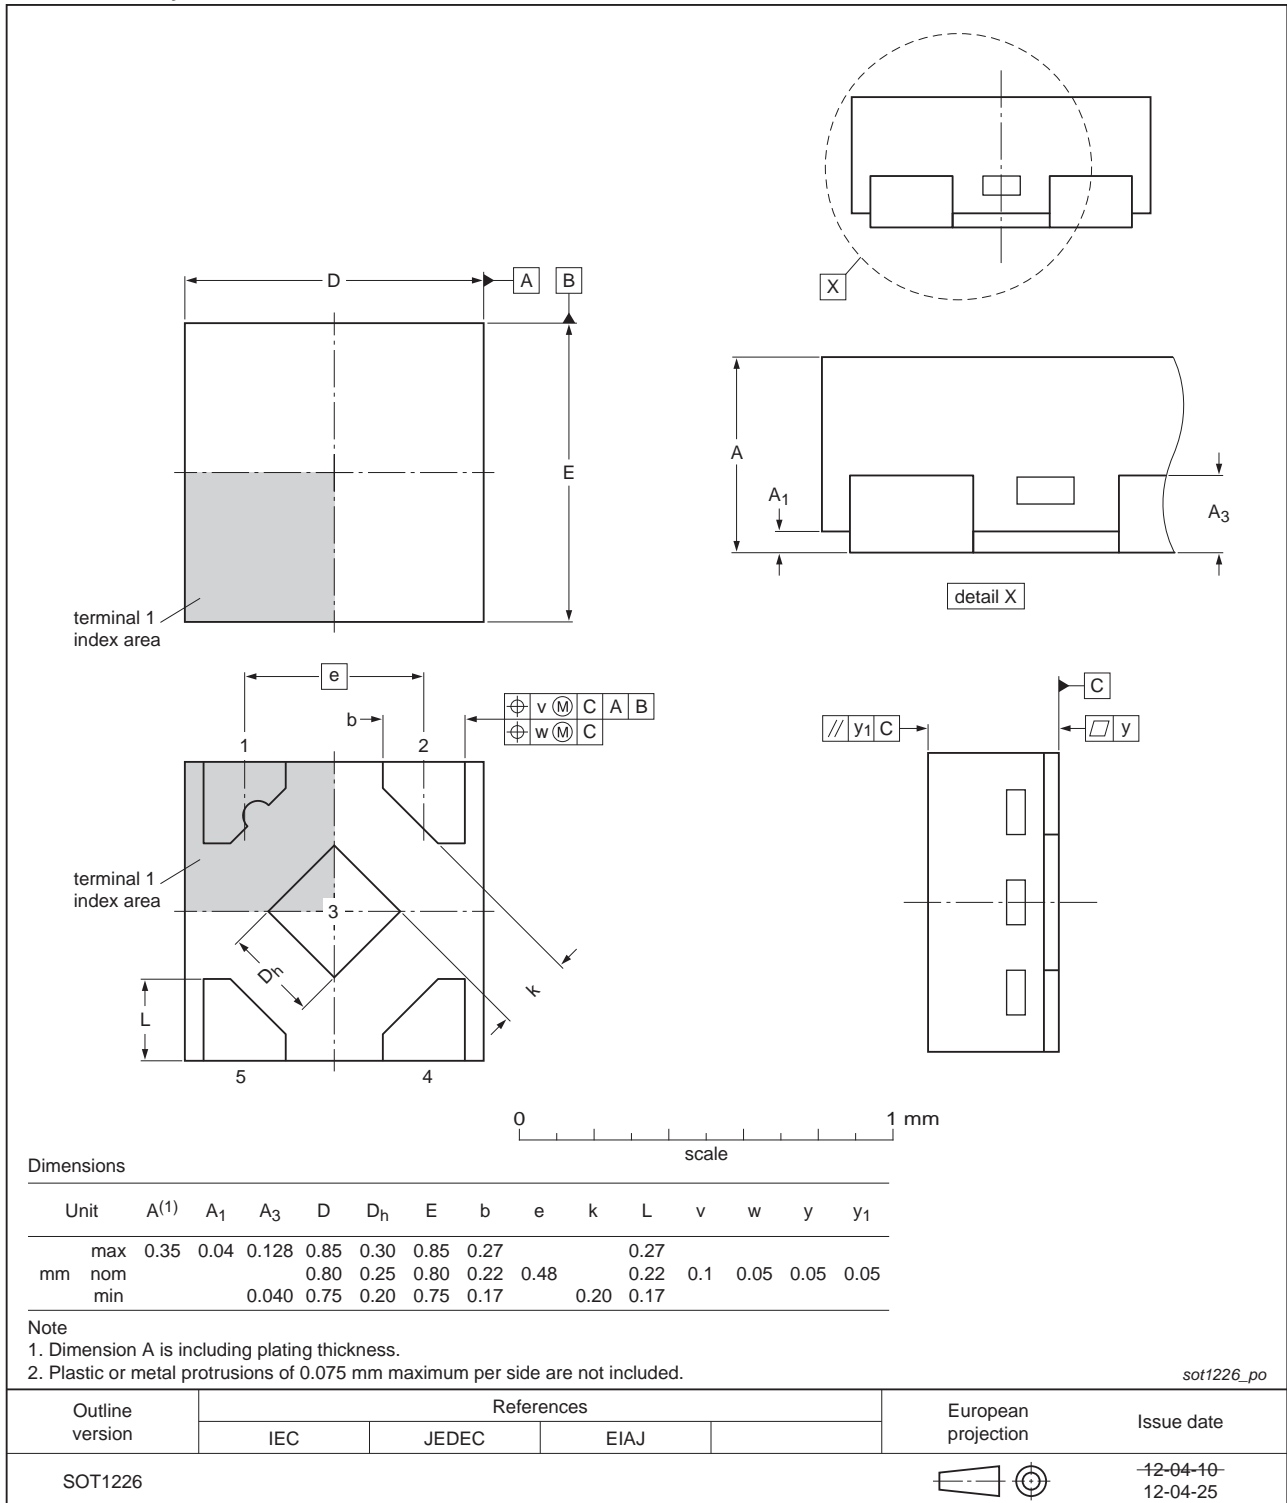 X
D
A B
E
A
A1
A3
detail X
terminal 1
index area
e
b
v M C A B
w M C
1 2
terminal 1
index area
3
Dh
k
L
5 4
C
// y1 C
y
0 1 mm
scale
Dimensions
Unit A(1) A1 A3 D Dh E b e k L v w y y1
max 0.35 0.04 0.128 0.85 0.30 0.85 0.27 0.27
mm nom 0.80 0.25 0.80 0.22 0.48 0.22 0.1 0.05 0.05 0.05
min 0.040 0.75 0.20 0.75 0.17 0.20 0.17
Note
1. Dimension A is including plating thickness.
2. Plastic or metal protrusions of 0.075 mm maximum per side are not included.
sot1226_po
Outline
version
References
IEC JEDEC EIAJ
European
projection
Issue date
SOT1226
12-04-10
12-04-25